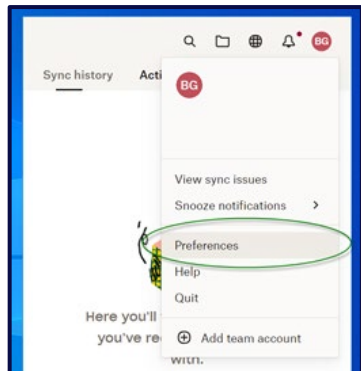 BG
Sync history Acti
BG
View sync issues
Snooze notifications
Preferences
Help
Quit
Here you'll
you've re
Add team account
with.